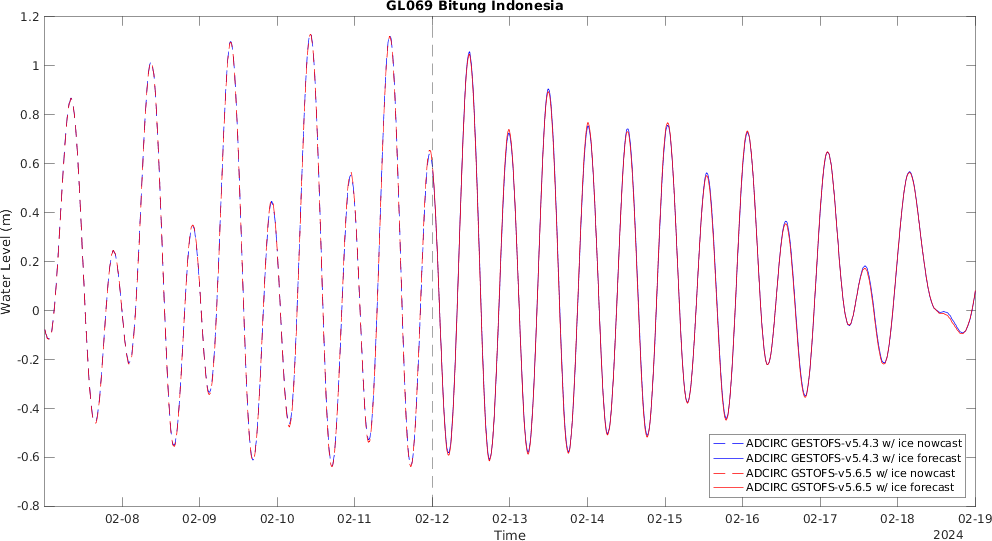 GL069 Bitung Indonesia
1.2
1
0.8
0.6
0.4
0.2
0
-0.2
-0.4
-0.6
-0.8
Water Level (m)
ADCIRC GESTOFS-v5.4.3 w/ ice nowcast
ADCIRC GESTOFS-v5.4.3 w/ ice forecast
ADCIRC GSTOFS-v5.6.5 w/ ice nowcast
ADCIRC GSTOFS-v5.6.5 w/ ice forecast
02-08 02-09 02-10 02-11 02-12 02-13 02-14 02-15 02-16 02-17 02-18 02-19
Time
2024